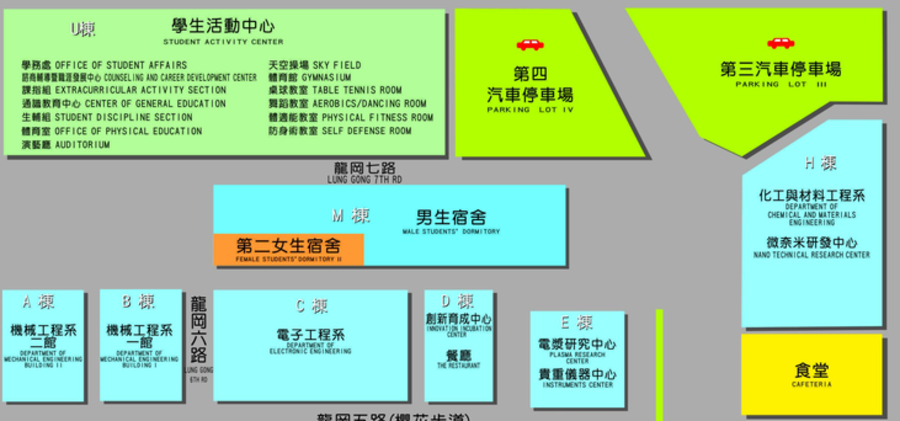 U棟
學生活動中心
STUDENT ACTIVITY CENTER
學務處 OFFICE OF STUDENT AFFAIRS
諮商輔導暨職涯發展中心 COUNSELING AND CAREER DEVELOPMENT CENTER
課指組 EXTRACURRICULAR ACTIVITY SECTION
通識教育中心 CENTER OF GENERAL EDUCATION
生輔組 STUDENT DISCIPLINE SECTION
體育室 OFFICE OF PHYSICAL EDUCATION
演藝廳 AUDITORIUM
天空操場 SKY FIELD
體育館 GYMNASIUM
桌球教室 TABLE TENNIS ROOM
舞蹈教室 AEROBICS/DANCING ROOM
體適能教室 PHYSICAL FITNESS ROOM
防身術教室 SELF DEFENSE ROOM
第四
汽車停車場
PARKING LOT IV
第三汽車停車場
PARKING LOT III
龍岡七路
LUNG GONG 7TH RD
M 棟
男生宿舍
MALE STUDENTS" DORMITORY
第二女生宿舍
FEMALE STUDENTS" DORMITORY II
H 棟
化工與材料工程系
DEPARTMENT OF
CHEMICAL AND MATERIALS
ENGINEERING
微奈米研發中心
NANO TECHNICAL RESEARCH CENTER
A 棟
機械工程系
二館
DEPARTMENT OF
MECHANICAL ENGINEERING
BUILDING II
B 棟
機械工程系
一館
DEPARTMENT OF
MECHANICAL ENGINEERING
BUILDING I
龍岡六路
LUNG GONG
6TH RD
C 棟
電子工程系
DEPARTMENT OF
ELECTRONIC ENGINEERING
D 棟
創新育成中心
INNOVATION INCUBATION
CENTER
餐廳
THE RESTAURANT
E 棟
電漿研究中心
PLASMA RESEARCH
CENTER
貴重儀器中心
INSTRUMENTS CENTER
食堂
CAFETERIA
龍岡五路(櫻花步道)